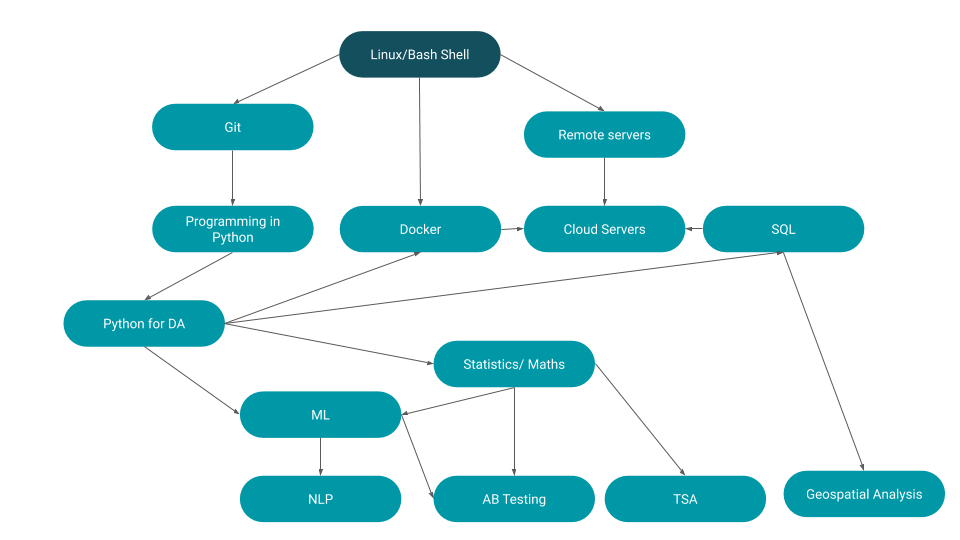 Linux/Bash Shell
Git
Remote servers
Programming in
Python
Docker
Cloud Servers
SQL
Python for DA
Statistics/ Maths
ML
NLP
AB Testing
TSA
Geospatial Analysis